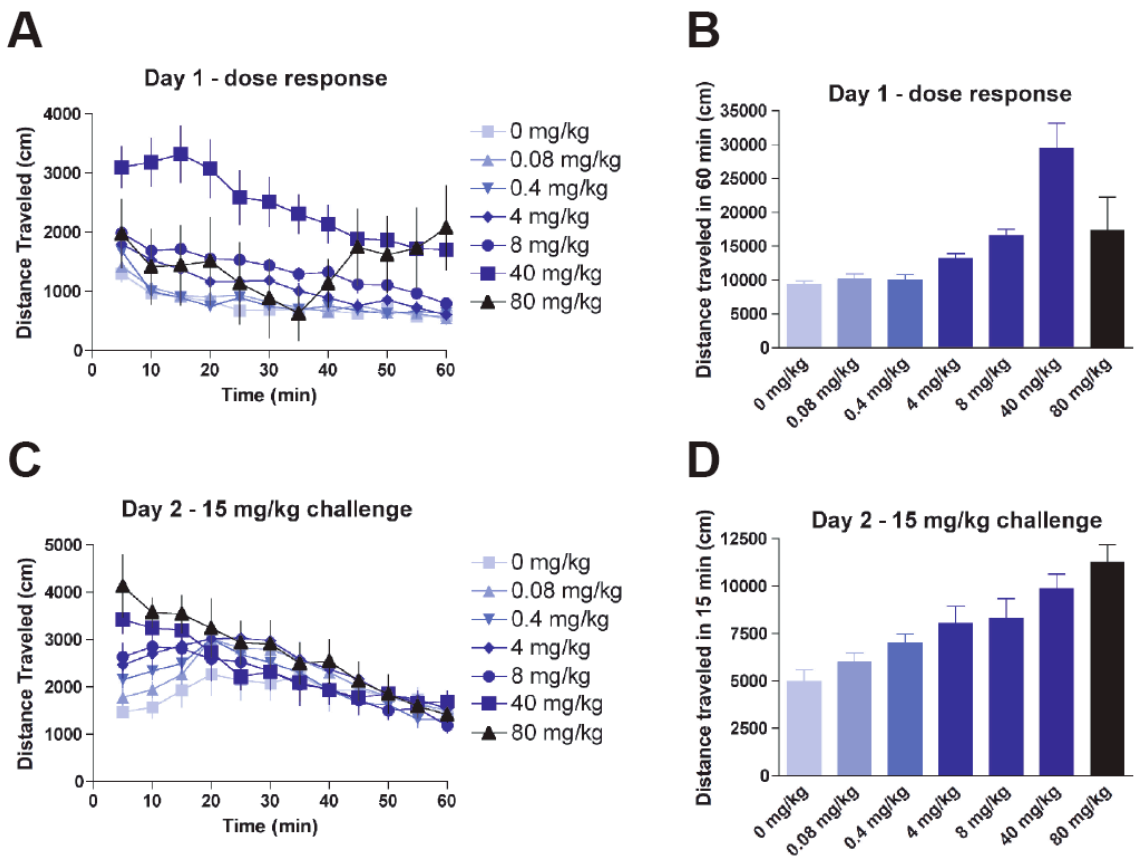 A
Day 1 - dose response
Distance Traveled (cm)
4000
3000
2000
1000
0
0 10 20 30 40 50 60
Time (min)
0 mg/kg
0.08 mg/kg
0.4 mg/kg
4 mg/kg
8 mg/kg
40 mg/kg
80 mg/kg
B
Day 1 - dose response
Distance traveled in 60 min (cm)
35000
30000
25000
20000
15000
10000
5000
0
0 mg/kg
0.08 mg/kg
0.4 mg/kg
4 mg/kg
8 mg/kg
40 mg/kg
80 mg/kg
C
Day 2 - 15 mg/kg challenge
Distance Traveled (cm)
5000
4000
3000
2000
1000
0
0 10 20 30 40 50 60
Time (min)
0 mg/kg
0.08 mg/kg
0.4 mg/kg
4 mg/kg
8 mg/kg
40 mg/kg
80 mg/kg
D
Day 2 - 15 mg/kg challenge
Distance traveled in 15 min (cm)
12500
10000
7500
5000
2500
0
0 mg/kg
0.08 mg/kg
0.4 mg/kg
4 mg/kg
8 mg/kg
40 mg/kg
80 mg/kg